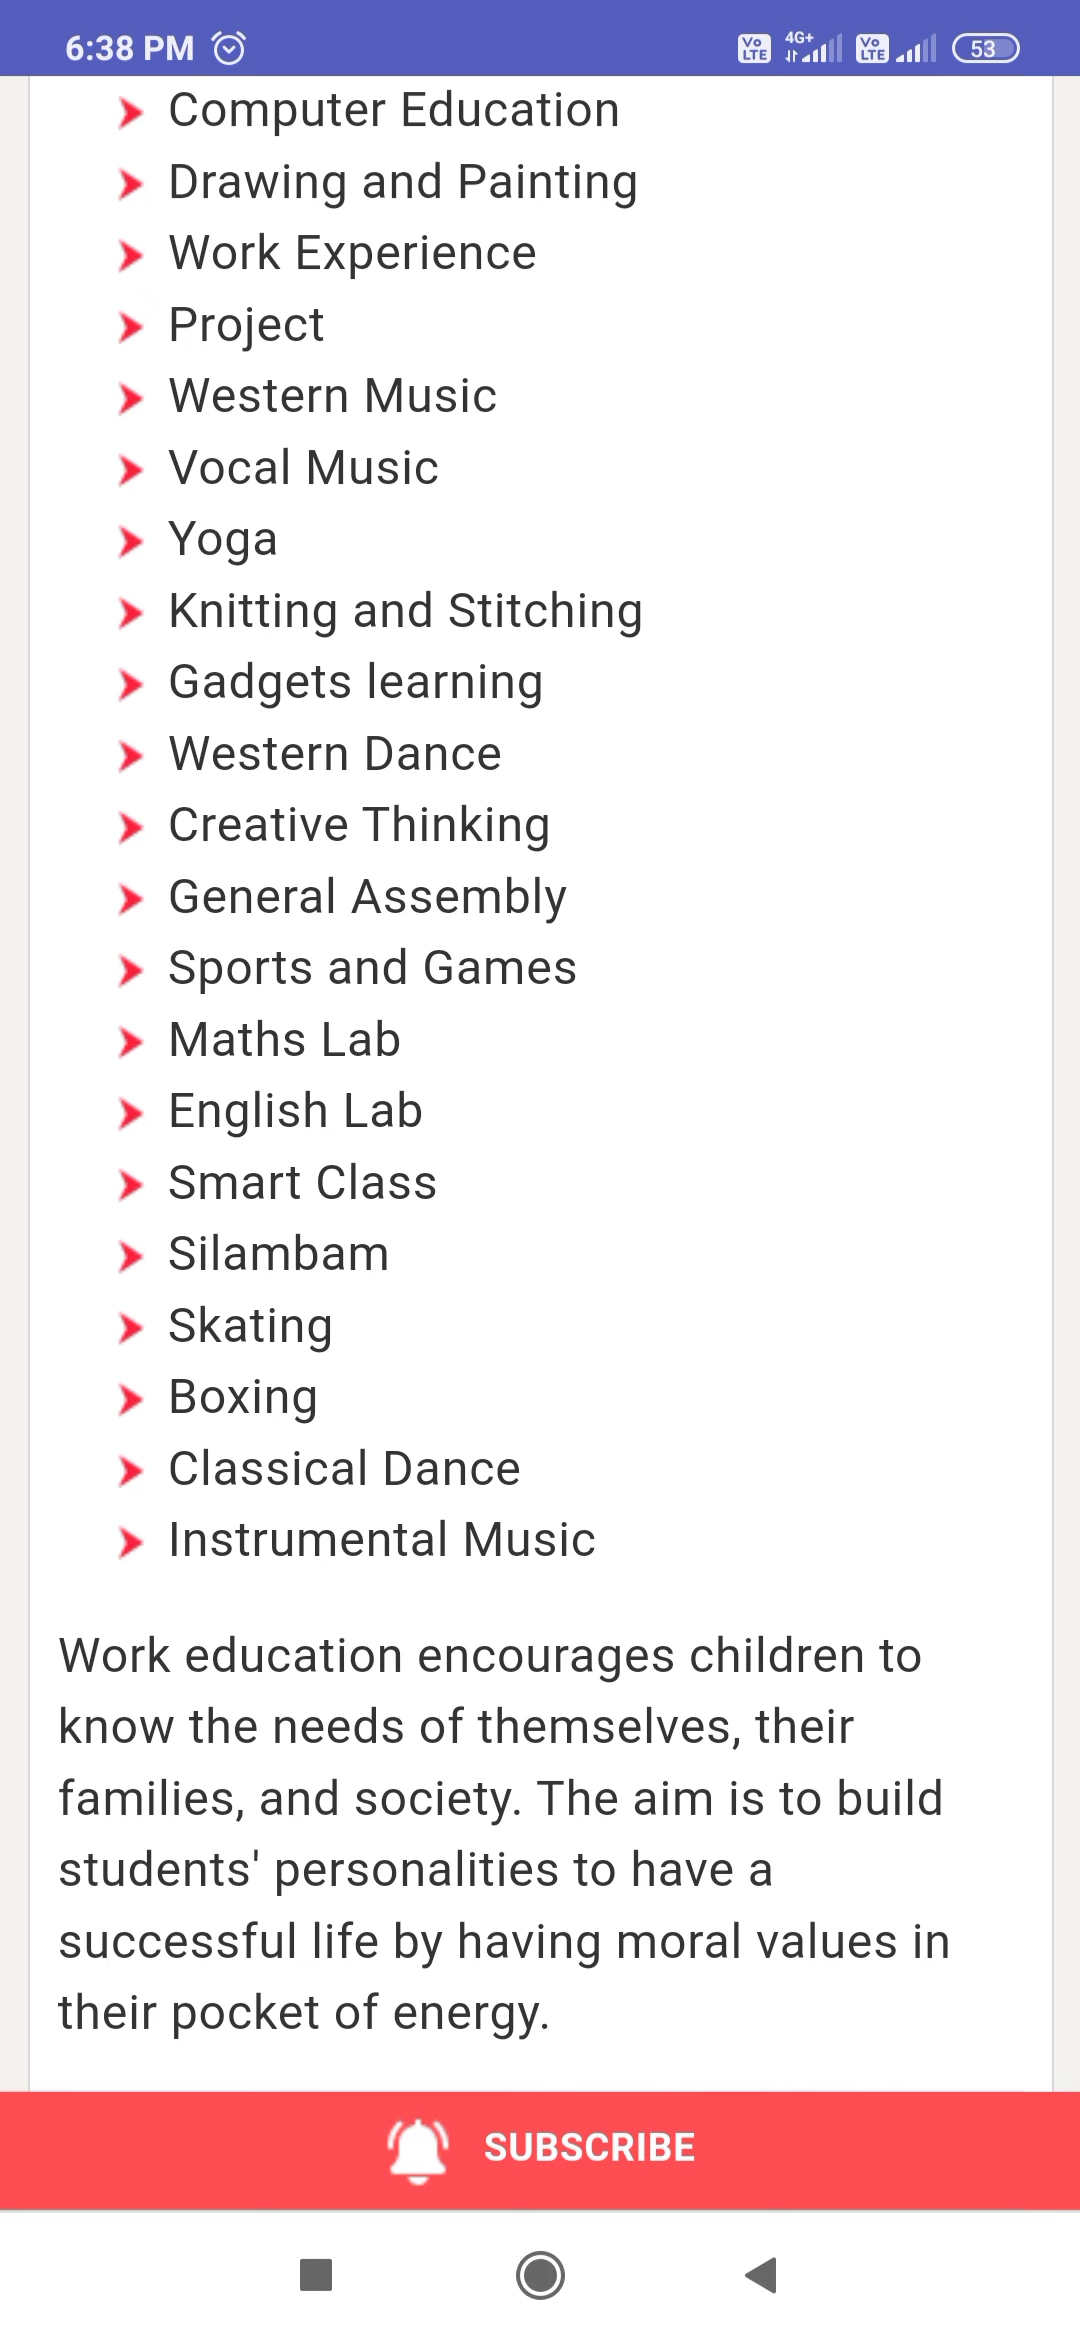 6:38 PM
Vo LTE 4G+ Vo LTE 53
Computer Education
Drawing and Painting
Work Experience
Project
Western Music
Vocal Music
Yoga
Knitting and Stitching
Gadgets learning
Western Dance
Creative Thinking
General Assembly
Sports and Games
Maths Lab
English Lab
Smart Class
Silambam
Skating
Boxing
Classical Dance
Instrumental Music
Work education encourages children to
know the needs of themselves, their
families, and society. The aim is to build
students' personalities to have a
successful life by having moral values in
their pocket of energy.
SUBSCRIBE